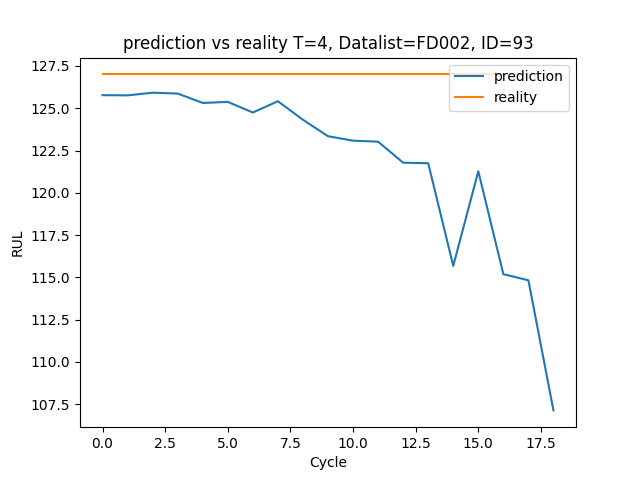 prediction vs reality T=4, Datalist=FD002, ID=93
127.5
125.0
122.5
120.0
117.5
115.0
112.5
110.0
107.5
RUL
prediction
reality
0.0 2.5 5.0 7.5 10.0 12.5 15.0 17.5
Cycle